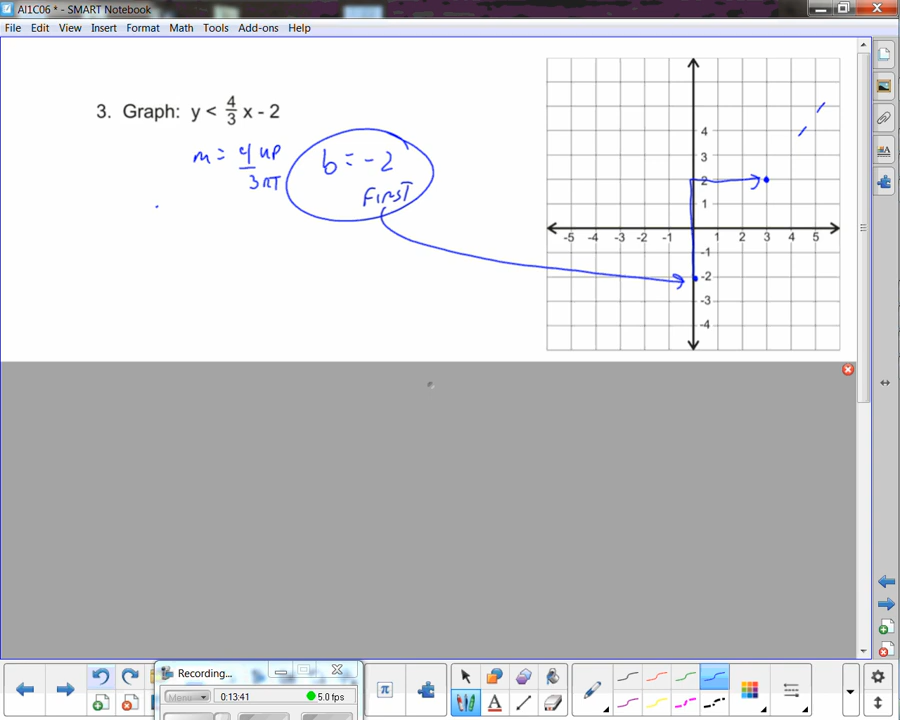 AI1C06 * - SMART Notebook
File Edit View Insert Format Math Tools Add-ons Help
3. Graph: y < 4/3 x - 2
m = 4 UP
3 RT
b = -2
FIRST
4
3
2
1
-5 -4 -3 -2 -1 1 2 3 4 5
-1
-2
-3
-4
Recording...
Menu
0:13:41
5.0 fps
π
A